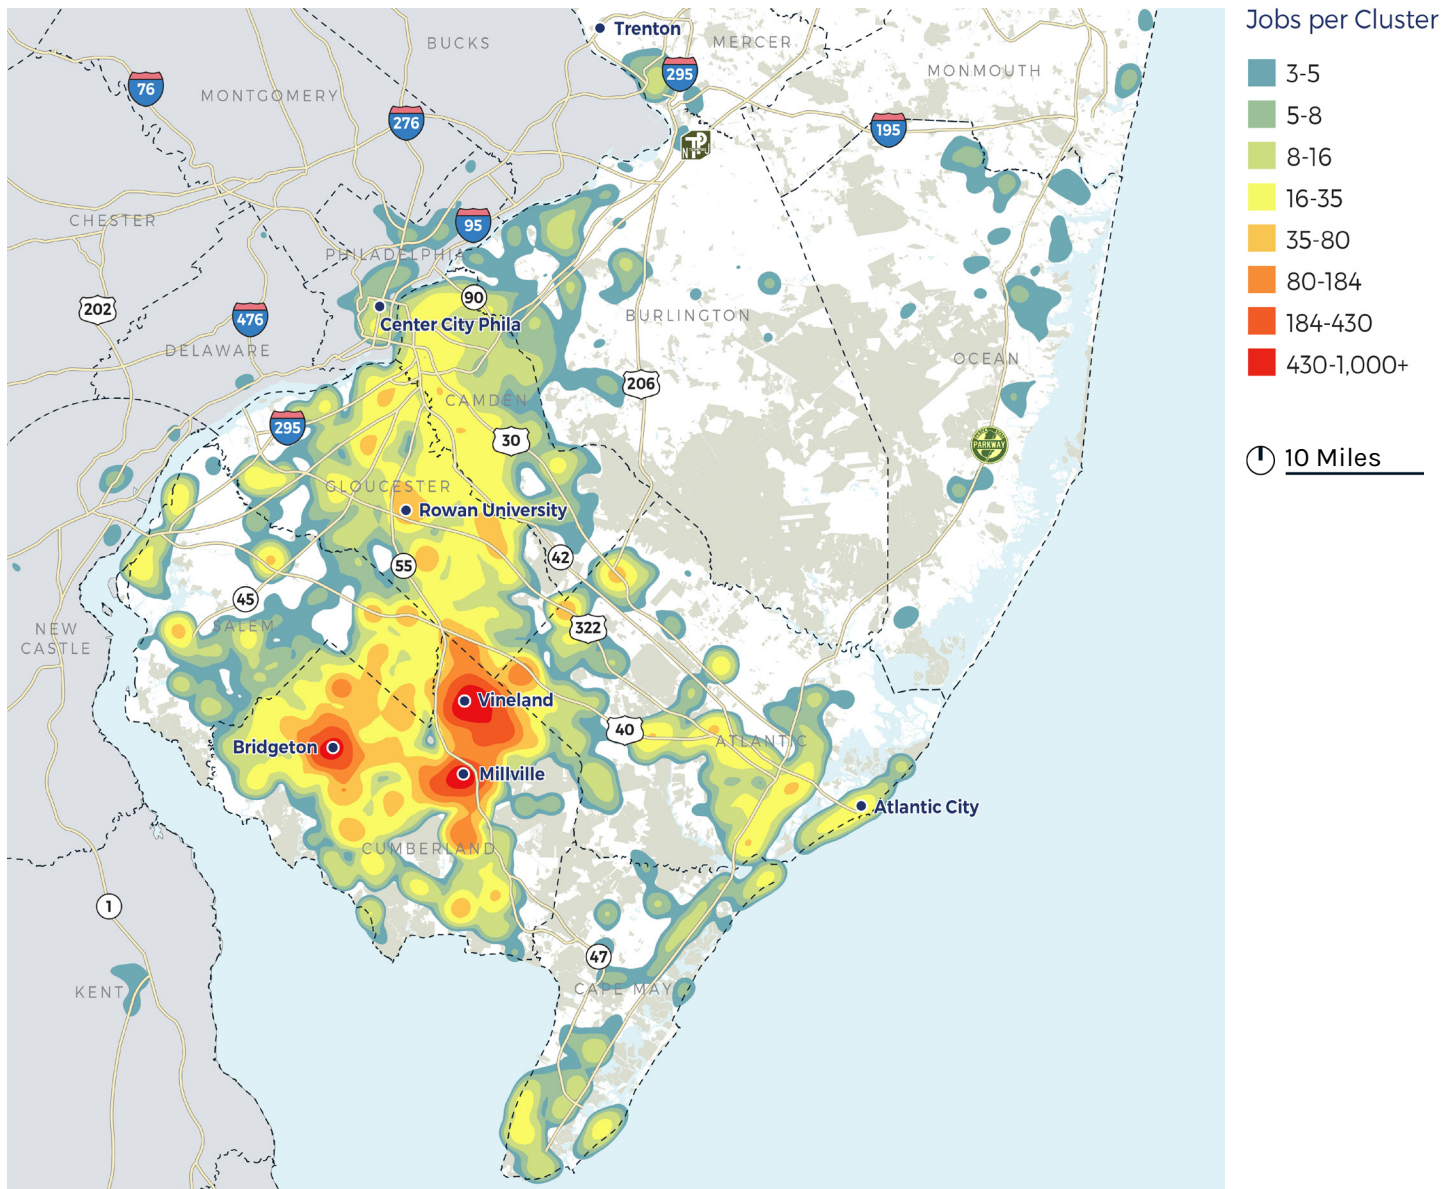 Jobs per Cluster
3-5
5-8
8-16
16-35
35-80
80-184
184-430
430-1,000+
10 Miles
Trenton
BUCKS
MERCER
MONMOUTH
295
76
MONTGOMERY
276
195
CHESTER
95
PHILADELPHIA
90
202
476
Center City Phila
BURLINGTON
DELAWARE
OCEAN
206
CAMDEN
295
30
PARKWAY
GLOUCESTER
Rowan University
42
55
45
SALEM
322
NEW
CASTLE
Vineland
40
Bridgeton
ATLANTIC
Millville
Atlantic City
CUMBERLAND
1
47
KENT
CAPE MAY